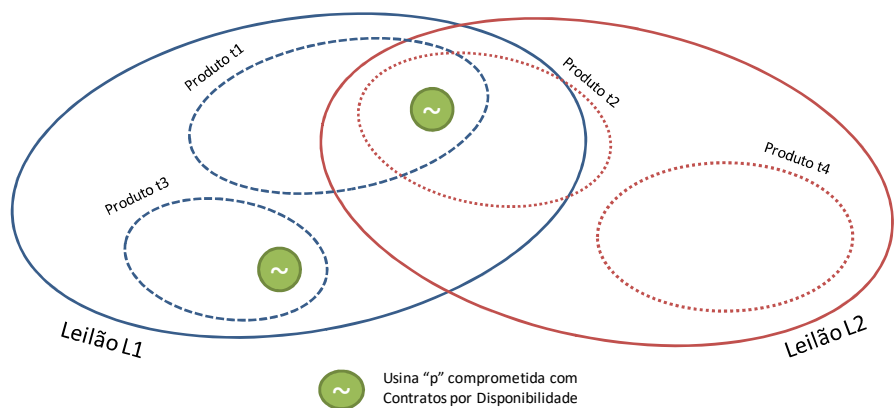 Produto t1
Produto t2
Produto t3
Produto t4
~
~
Leilão L1
Leilão L2
~
Usina “p” comprometida com
Contratos por Disponibilidade